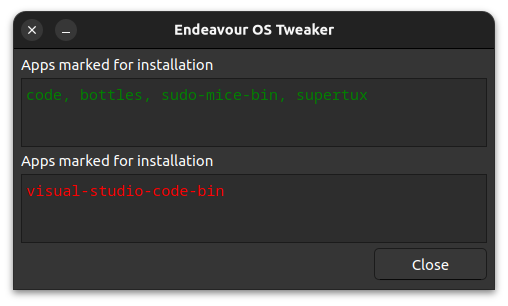 Endeavour OS Tweaker
Apps marked for installation
code, bottles, sudo-mice-bin, supertux
Apps marked for installation
visual-studio-code-bin
Close